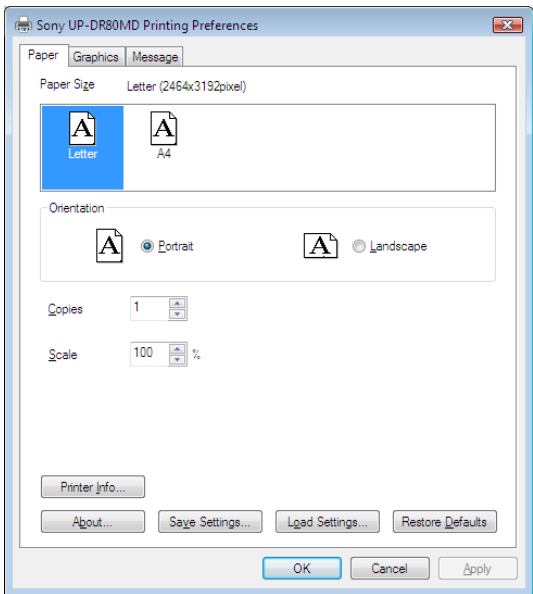 Sony UP-DR80MD Printing Preferences
Paper Graphics Message
Paper Size Letter (2464x3192pixel)
A A
Letter A4
Orientation
A Portrait A Landscape
Copies 1
Scale 100 %
Printer Info...
About... Save Settings... Load Settings... Restore Defaults
OK Cancel Apply